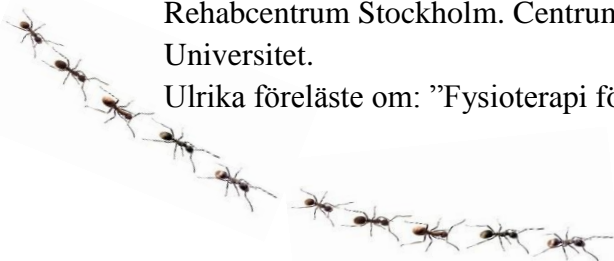 Rehabcentrum Stockholm. Centrum
Universitet.
Ulrika föreläste om: ”Fysioterapi fö